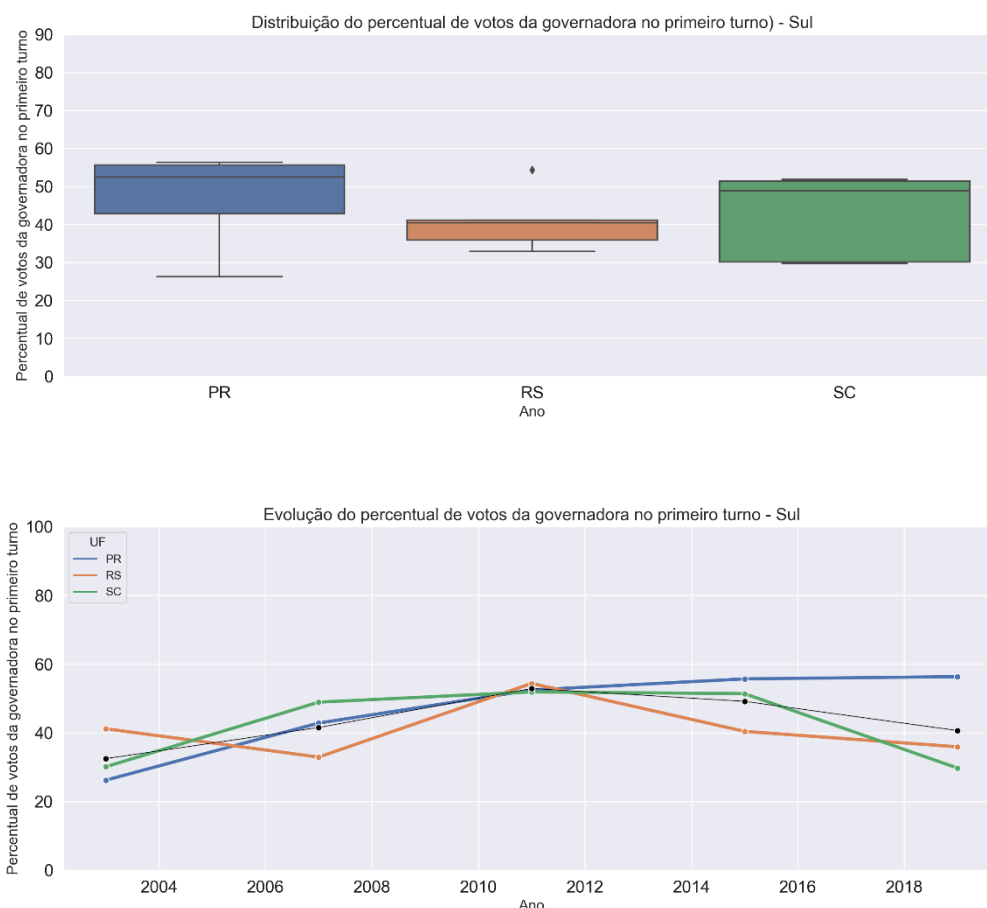 Distribuição do percentual de votos da governadora no primeiro turno) - Sul
Percentual de votos da governadora no primeiro turno
90
80
70
60
50
40
30
20
10
0
PR RS SC
Ano
Evolução do percentual de votos da governadora no primeiro turno - Sul
Percentual de votos da governadora no primeiro turno
100
80
60
40
20
0
UF
PR
RS
SC
2004 2006 2008 2010 2012 2014 2016 2018
Ano